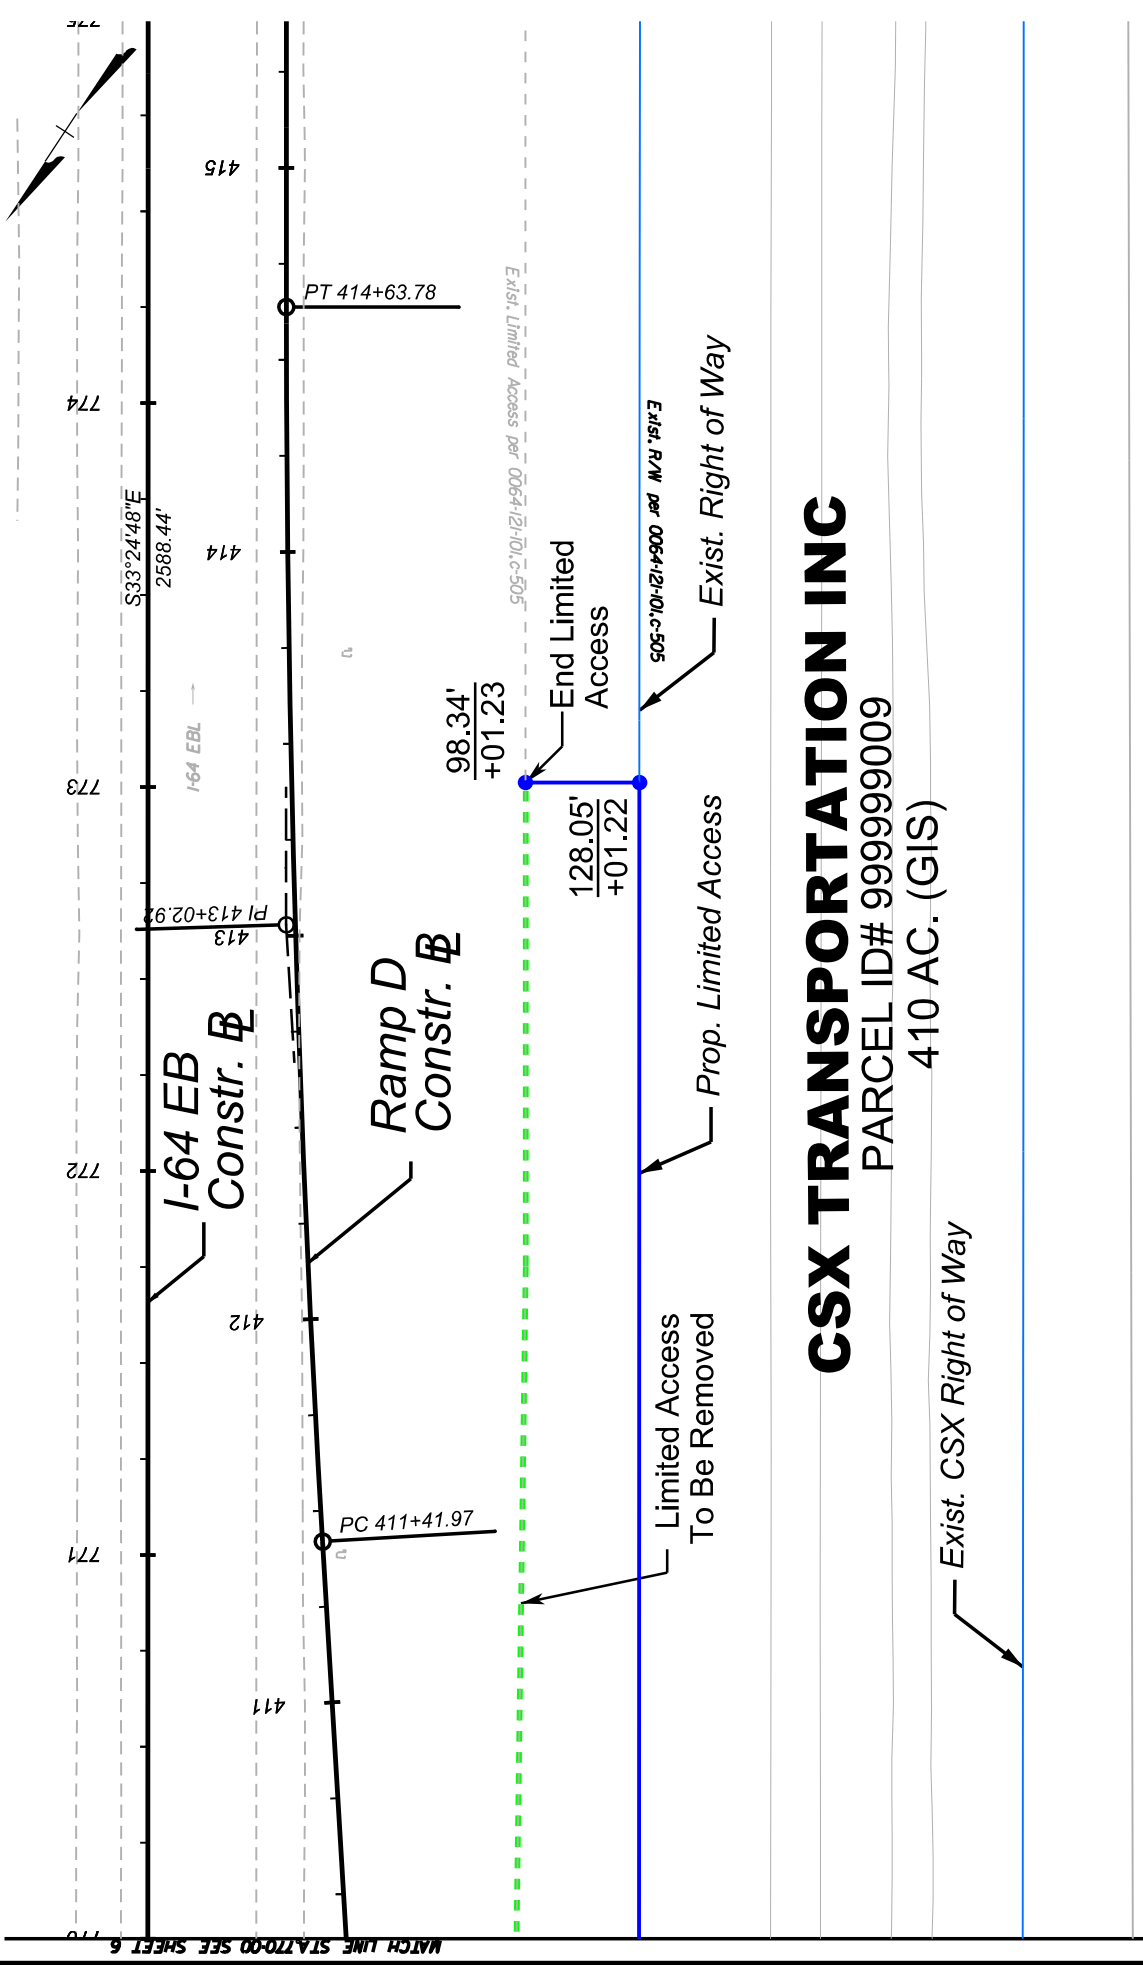 775
415
PT 414+63.78
774
S33°24'48"E
2588.44'
414
Exist. Limited Access per 0064-121-101,c-505
Exist. R/W per 0064-121-101,c-505
Exist. Right of Way
End Limited
Access
98.34'
+01.23
I-64 EBL
773
128.05'
+01.22
PI 413+02.92
413
Prop. Limited Access
I-64 EB
Constr. BL
Ramp D
Constr. BL
CSX TRANSPORTATION INC
PARCEL ID# 9999999009
410 AC. (GIS)
772
412
Limited Access
To Be Removed
Exist. CSX Right of Way
PC 411+41.97
771
411
MATCH LINE STA.770+00 SEE SHEET 6